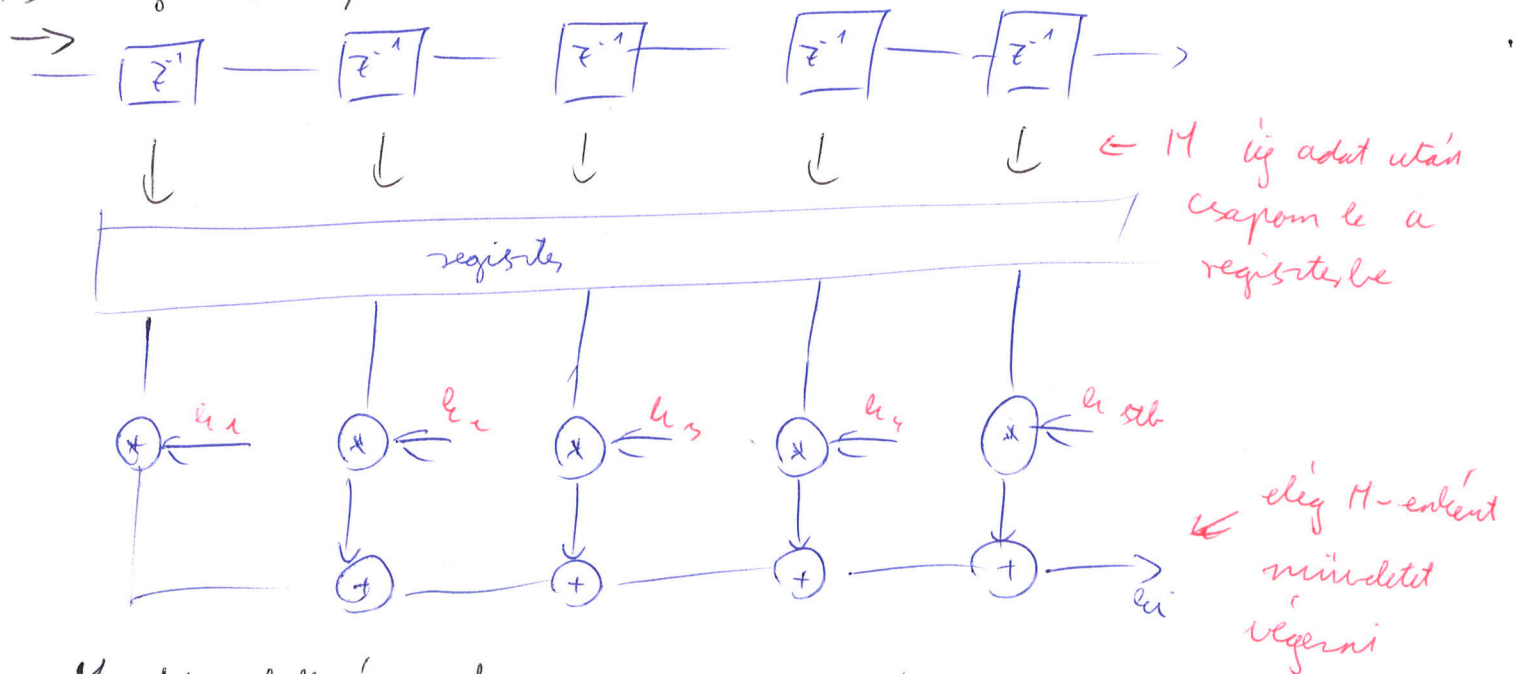 z⁻¹ z⁻¹ z⁻¹ z⁻¹ z⁻¹
← M új adat után
csapom le a
regiszterbe
regiszter
* h₁ * h₂ * h₃ * h₄ * h stb
+ + + +
ki
elég M-enként
műveletet
végezni